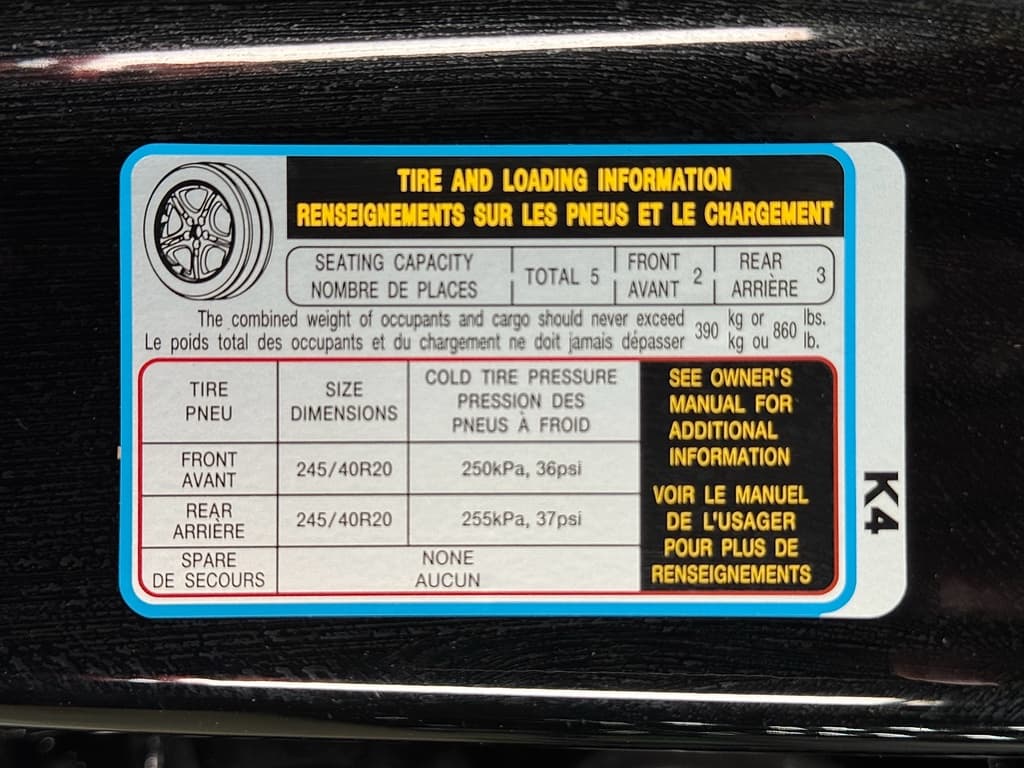 TIRE AND LOADING INFORMATION
RENSEIGNEMENTS SUR LES PNEUS ET LE CHARGEMENT
SEATING CAPACITY
NOMBRE DE PLACES
TOTAL 5
FRONT
AVANT 2
REAR
ARRIÈRE 3
The combined weight of occupants and cargo should never exceed
Le poids total des occupants et du chargement ne doit jamais dépasser
390
kg or
kg ou
860
lbs.
lb.
TIRE
PNEU
SIZE
DIMENSIONS
COLD TIRE PRESSURE
PRESSION DES
PNEUS À FROID
FRONT
AVANT
245/40R20
250kPa, 36psi
REAR
ARRIÈRE
245/40R20
255kPa, 37psi
SPARE
DE SECOURS
NONE
AUCUN
SEE OWNER'S
MANUAL FOR
ADDITIONAL
INFORMATION
VOIR LE MANUEL
DE L'USAGER
POUR PLUS DE
RENSEIGNEMENTS
K4